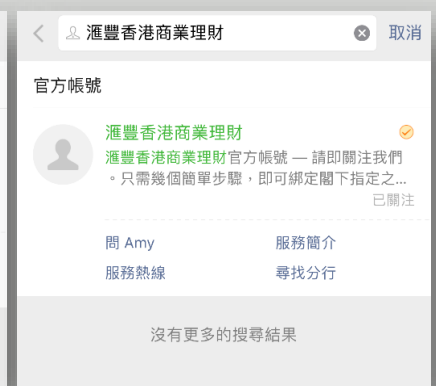 滙豐香港商業理財
取消
官方帳號
滙豐香港商業理財
滙豐香港商業理財官方帳號 — 請即關注我們
。只需幾個簡單步驟，即可綁定閣下指定之...
已關注
問 Amy
服務簡介
服務熱線
尋找分行
沒有更多的搜尋結果